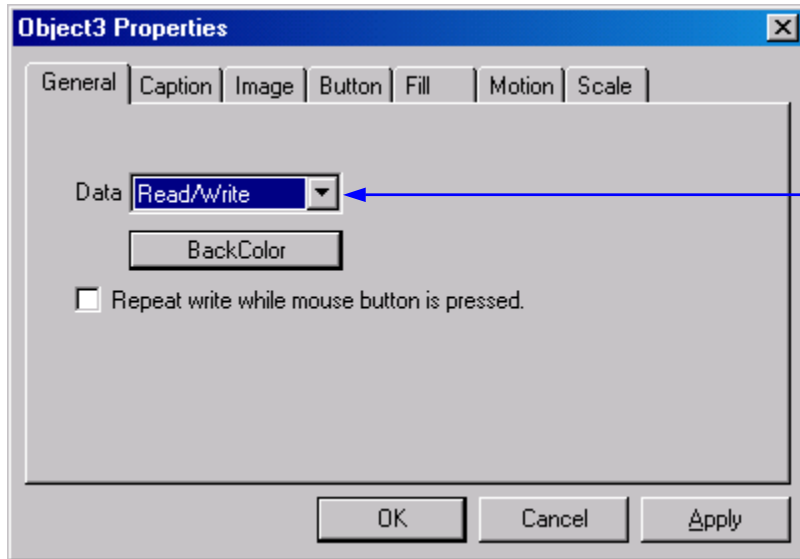 Object3 Properties
General Caption Image Button Fill Motion Scale
Data Read/Write
BackColor
Repeat write while mouse button is pressed.
OK Cancel Apply